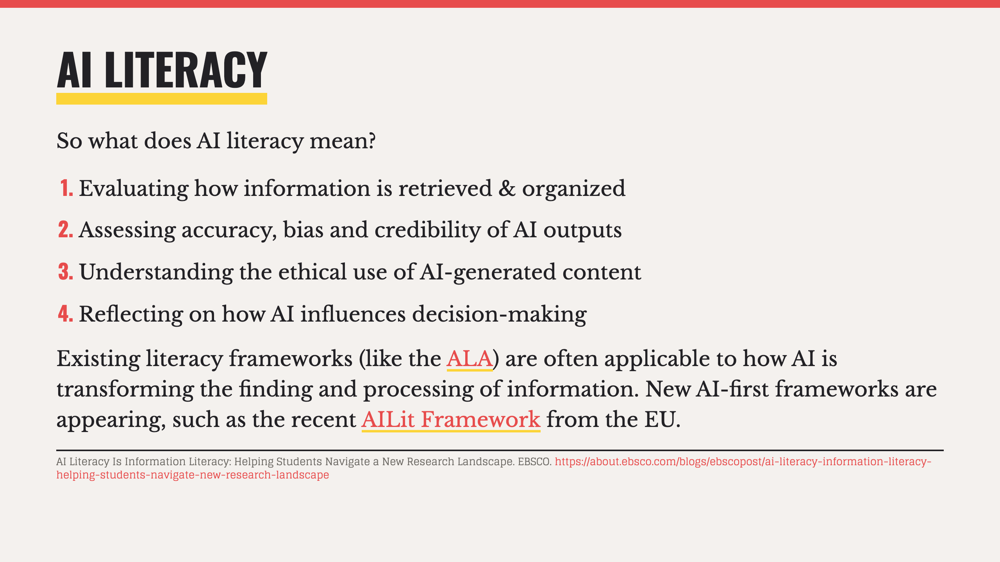 AI LITERACY
So what does AI literacy mean?
1. Evaluating how information is retrieved & organized
2. Assessing accuracy, bias and credibility of AI outputs
3. Understanding the ethical use of AI-generated content
4. Reflecting on how AI influences decision-making
Existing literacy frameworks (like the ALA) are often applicable to how AI is
transforming the finding and processing of information. New AI-first frameworks are
appearing, such as the recent AILit Framework from the EU.
AI Literacy Is Information Literacy: Helping Students Navigate a New Research Landscape. EBSCO. https://about.ebsco.com/blogs/ebscopost/ai-literacy-information-literacy-
helping-students-navigate-new-research-landscape